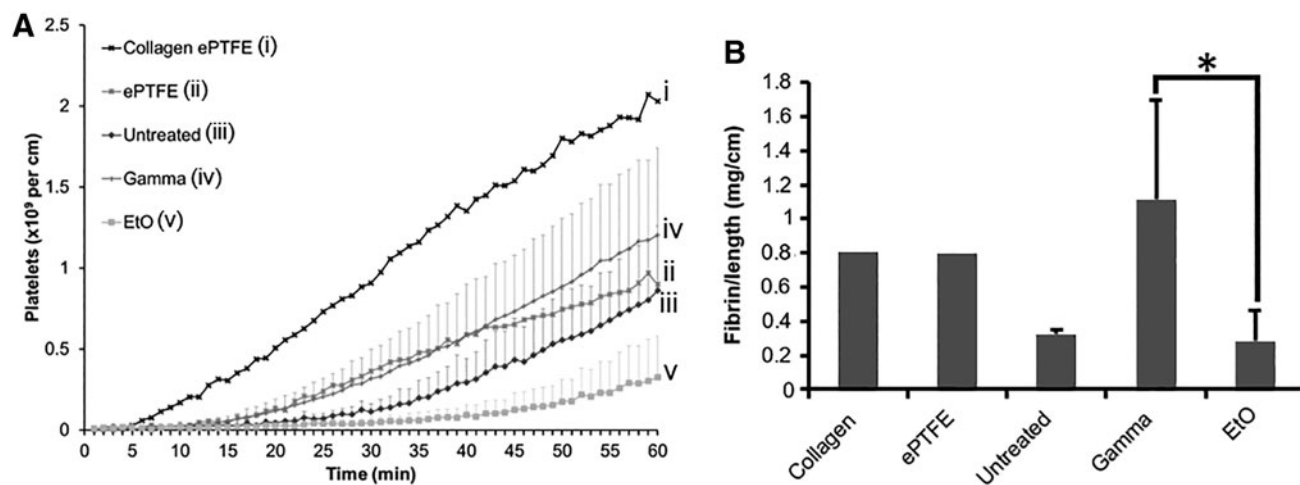 A
Platelets (x10⁹ per cm)
2.5
2
1.5
1
0.5
0
Collagen ePTFE (i)
ePTFE (ii)
Untreated (iii)
Gamma (iv)
EtO (v)
i
iv
ii
iii
v
0 5 10 15 20 25 30 35 40 45 50 55 60
Time (min)
B
*
Fibrin/length (mg/cm)
1.8
1.6
1.4
1.2
1
0.8
0.6
0.4
0.2
0
Collagen
ePTFE
Untreated
Gamma
EtO